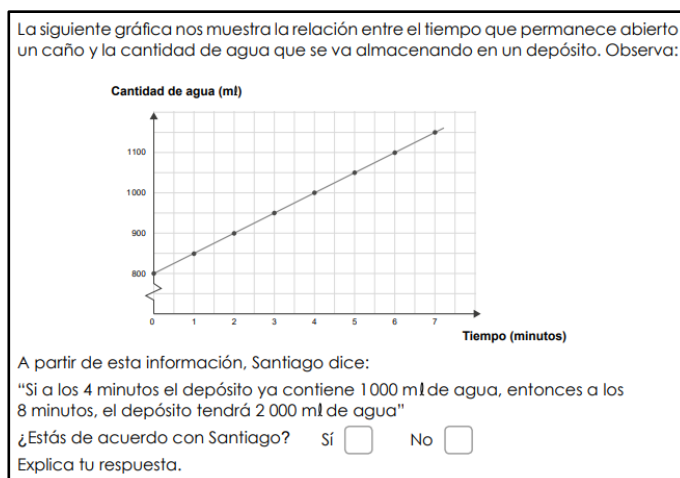 La siguiente gráfica nos muestra la relación entre el tiempo que permanece abierto
un caño y la cantidad de agua que se va almacenando en un depósito. Observa:
Cantidad de agua (mℓ)
1100
1000
900
800
0 1 2 3 4 5 6 7
Tiempo (minutos)
A partir de esta información, Santiago dice:
“Si a los 4 minutos el depósito ya contiene 1000 mℓ de agua, entonces a los
8 minutos, el depósito tendrá 2 000 mℓ de agua”
¿Estás de acuerdo con Santiago? Sí No
Explica tu respuesta.